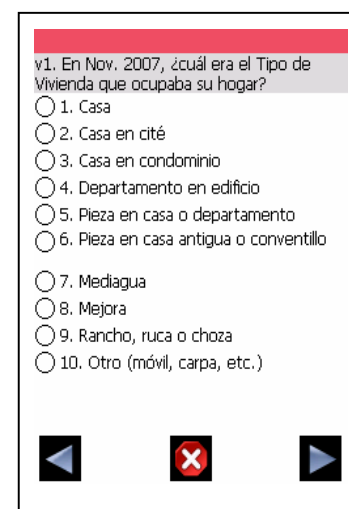 v1. En Nov. 2007, ¿cuál era el Tipo de
Vivienda que ocupaba su hogar?
1. Casa
2. Casa en cité
3. Casa en condominio
4. Departamento en edificio
5. Pieza en casa o departamento
6. Pieza en casa antigua o conventillo
7. Mediagua
8. Mejora
9. Rancho, ruca o choza
10. Otro (móvil, carpa, etc.)